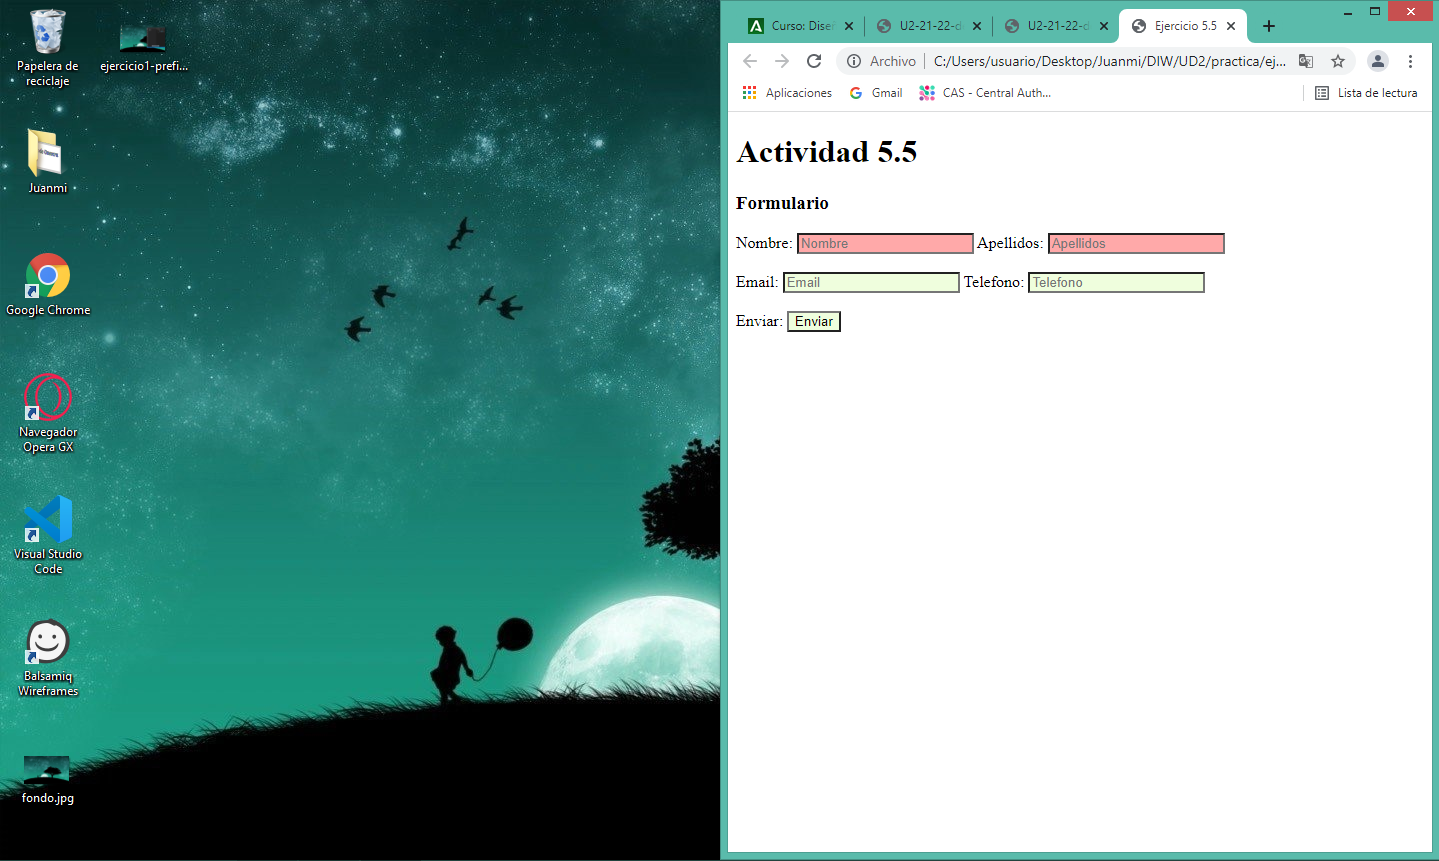 Papelera de
reciclaje
ejercicio1-prefi...
Juanmi
Google Chrome
Navegador
Opera GX
Visual Studio
Code
Balsamiq
Wireframes
fondo.jpg
Curso: Diseñ
U2-21-22-d
U2-21-22-d
Ejercicio 5.5
Archivo
C:/Users/usuario/Desktop/Juanmi/DIW/UD2/practica/ej...
Aplicaciones
Gmail
CAS - Central Auth...
Lista de lectura
Actividad 5.5
Formulario
Nombre: Nombre Apellidos: Apellidos
Email: Email Telefono: Telefono
Enviar: Enviar